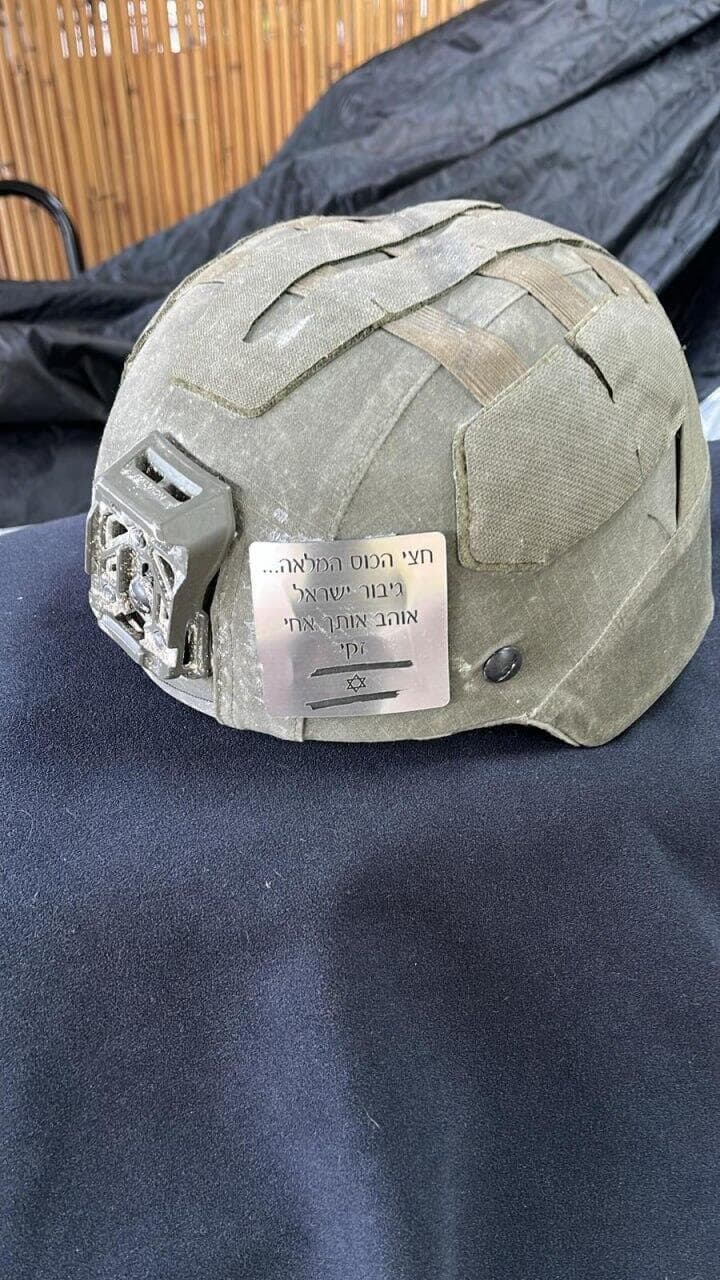 חצי הכוס המלאה...
גיבור ישראל
אוהב אותך אחי
זקי